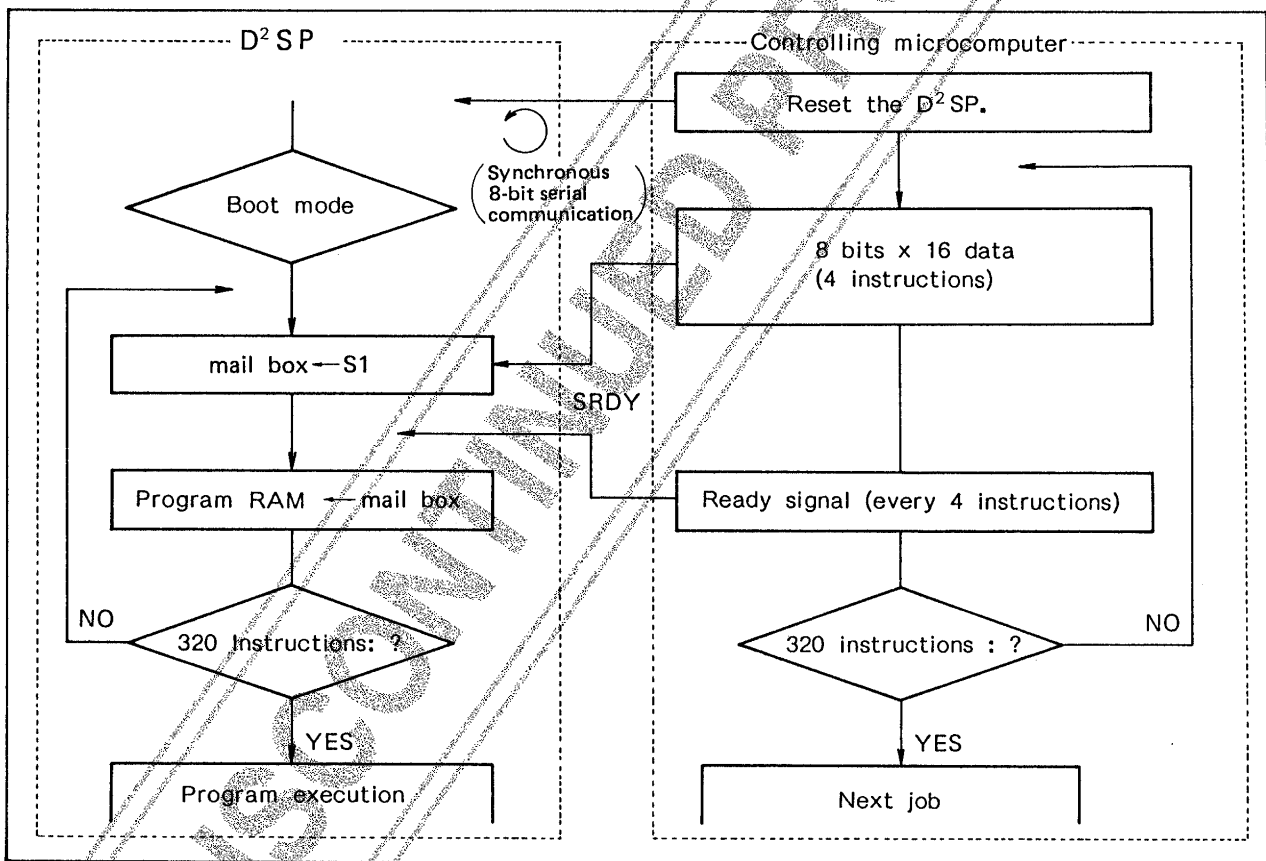 D² SP
Boot mode
mail box ← S1
Program RAM ← mail box
NO
320 Instructions: ?
YES
Program execution
(Synchronous
8-bit serial
communication)
SRDY
Controlling microcomputer
Reset the D² SP.
8 bits x 16 data
(4 instructions)
Ready signal (every 4 instructions)
320 instructions : ?
NO
YES
Next job
ISCONTINUED PR